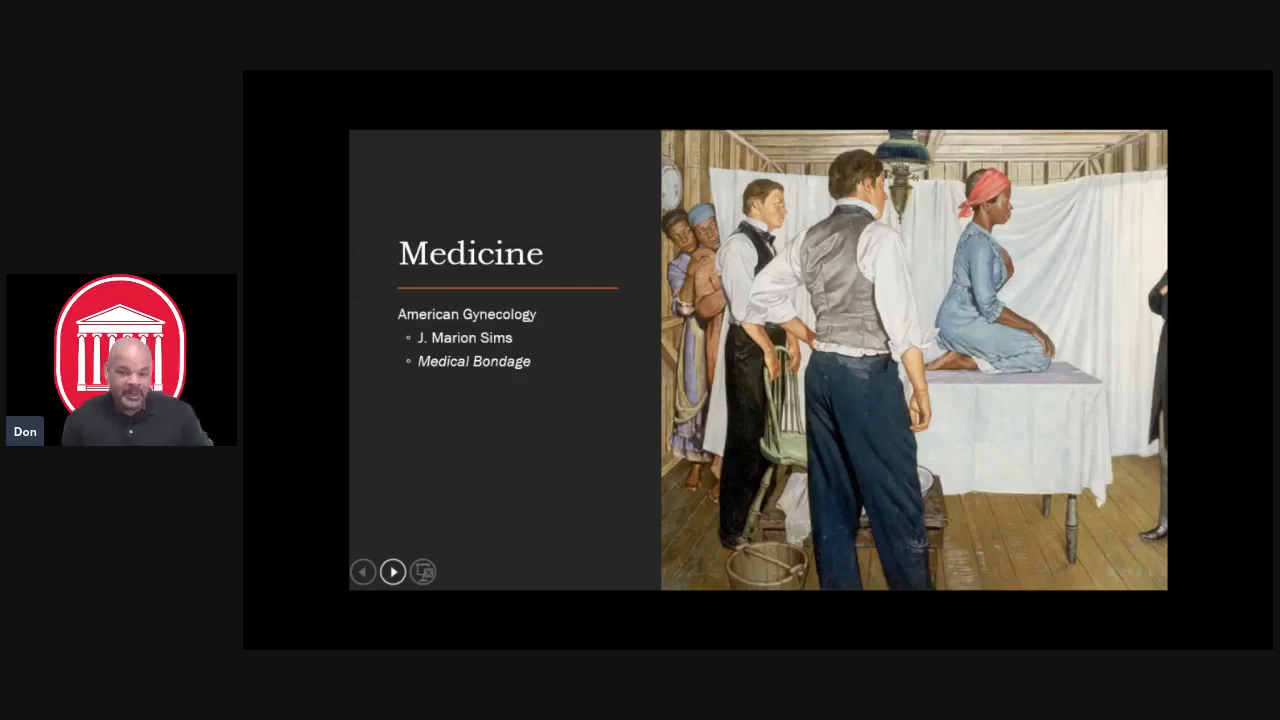 Medicine
American Gynecology
◦ J. Marion Sims
◦ Medical Bondage
Don